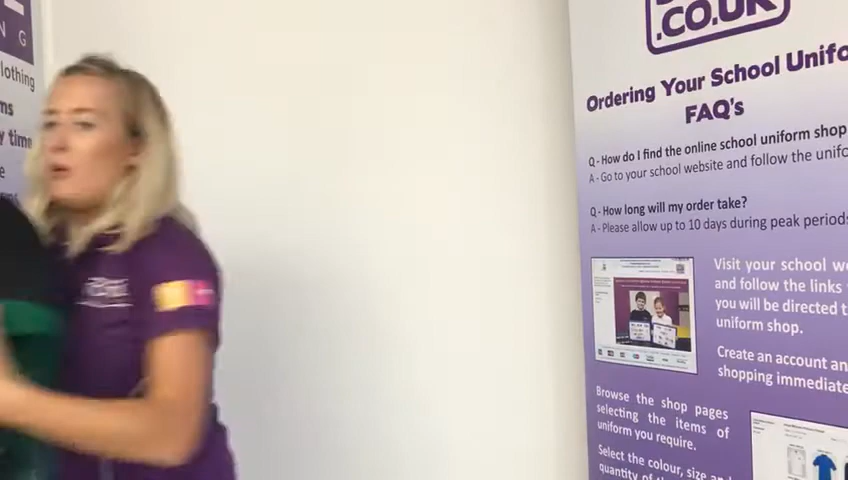 N G
lothing
ms
y time
e
.CO.UK
Ordering Your School Unifo
FAQ's
Q - How do I find the online school uniform shop
A - Go to your school website and follow the unifo
Q - How long will my order take?
A - Please allow up to 10 days during peak periods
Visit your school we
and follow the links
you will be directed t
uniform shop.
Create an account an
shopping immediate
Browse the shop pages
selecting the items of
uniform you require.
Select the colour, size an
quantity of the